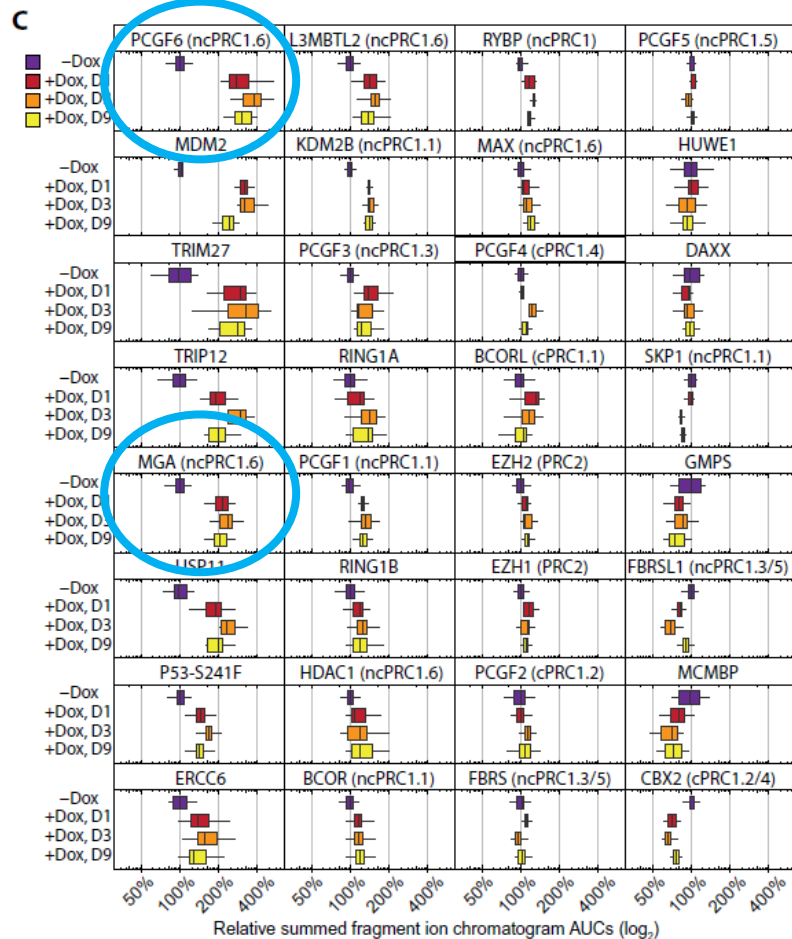 C
PCGF6 (ncPRC1.6) L3MBTL2 (ncPRC1.6) RYBP (ncPRC1) PCGF5 (ncPRC1.5)
−Dox
+Dox, D
+Dox, D
+Dox, D9
MDM2 KDM2B (ncPRC1.1) MAX (ncPRC1.6) HUWE1
−Dox
+Dox, D1
+Dox, D3
+Dox, D9
TRIM27 PCGF3 (ncPRC1.3) PCGF4 (cPRC1.4) DAXX
−Dox
+Dox, D1
+Dox, D3
+Dox, D9
TRIP12 RING1A BCORL (cPRC1.1) SKP1 (ncPRC1.1)
−Dox
+Dox, D1
+Dox, D3
+Dox, D9
MGA (ncPRC1.6) PCGF1 (ncPRC1.1) EZH2 (PRC2) GMPS
−Dox
+Dox, D
+Dox, D3
+Dox, D9
USP11 RING1B EZH1 (PRC2) FBRSL1 (ncPRC1.3/5)
−Dox
+Dox, D1
+Dox, D3
+Dox, D9
P53-S241F HDAC1 (ncPRC1.6) PCGF2 (cPRC1.2) MCMBP
−Dox
+Dox, D1
+Dox, D3
+Dox, D9
ERCC6 BCOR (ncPRC1.1) FBRS (ncPRC1.3/5) CBX2 (cPRC1.2/4)
−Dox
+Dox, D1
+Dox, D3
+Dox, D9
50% 100% 200% 400% 50% 100% 200% 400% 50% 100% 200% 400% 50% 100% 200% 400%
Relative summed fragment ion chromatogram AUCs (log₂)